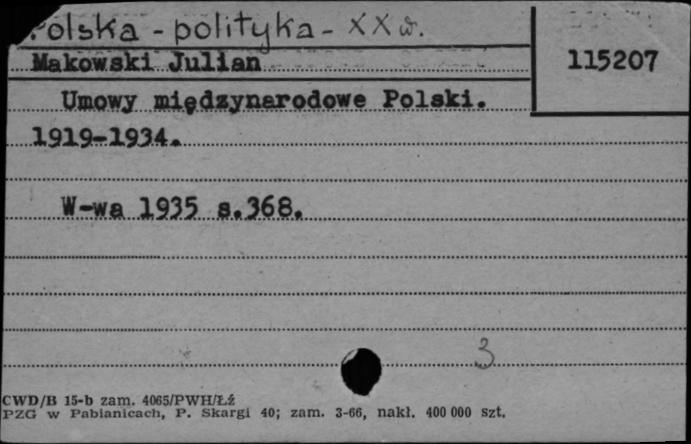 Polska - polityka - XX w.
Makowski Julian
115207
Umowy międzynarodowe Polski.
1919-1934.
W-wa 1935 s.368.
3
CWD/B 15-b zam. 4065/PWH/Łź
PZG w Pabianicach, P. Skargi 40; zam. 3-66, nakł. 400 000 szt.